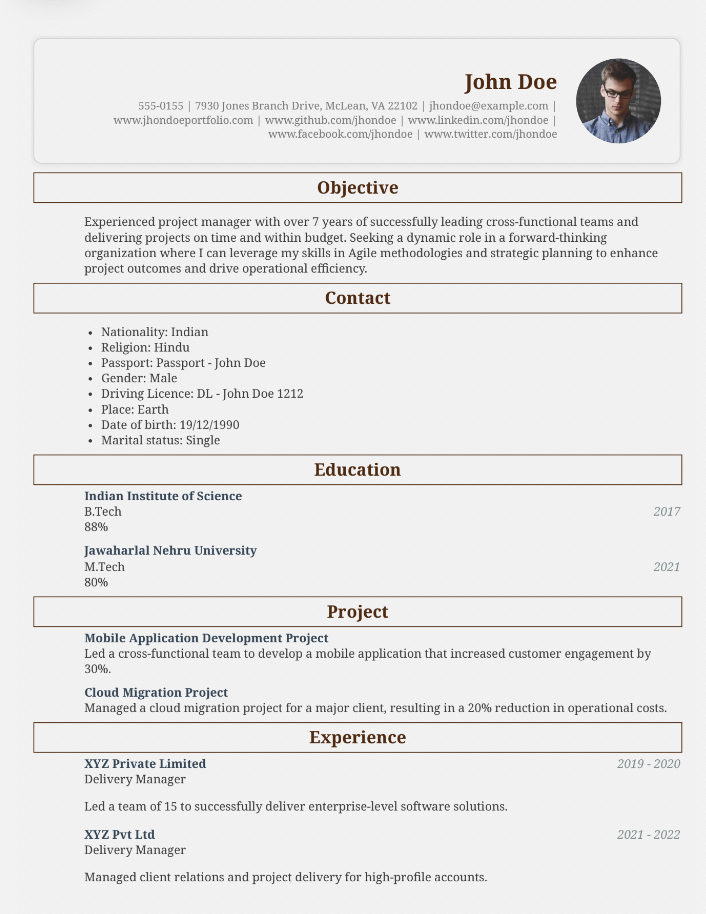 John Doe
555-0155 | 7930 Jones Branch Drive, McLean, VA 22102 | jhondoe@example.com |
www.jhondoeportfolio.com | www.github.com/jhondoe | www.linkedin.com/jhondoe |
www.facebook.com/jhondoe | www.twitter.com/jhondoe
Objective
Experienced project manager with over 7 years of successfully leading cross-functional teams and
delivering projects on time and within budget. Seeking a dynamic role in a forward-thinking
organization where I can leverage my skills in Agile methodologies and strategic planning to enhance
project outcomes and drive operational efficiency.
Contact
• Nationality: Indian
• Religion: Hindu
• Passport: Passport - John Doe
• Gender: Male
• Driving Licence: DL - John Doe 1212
• Place: Earth
• Date of birth: 19/12/1990
• Marital status: Single
Education
Indian Institute of Science
B.Tech 2017
88%
Jawaharlal Nehru University
M.Tech 2021
80%
Project
Mobile Application Development Project
Led a cross-functional team to develop a mobile application that increased customer engagement by
30%.
Cloud Migration Project
Managed a cloud migration project for a major client, resulting in a 20% reduction in operational costs.
Experience
XYZ Private Limited 2019 - 2020
Delivery Manager
Led a team of 15 to successfully deliver enterprise-level software solutions.
XYZ Pvt Ltd 2021 - 2022
Delivery Manager
Managed client relations and project delivery for high-profile accounts.